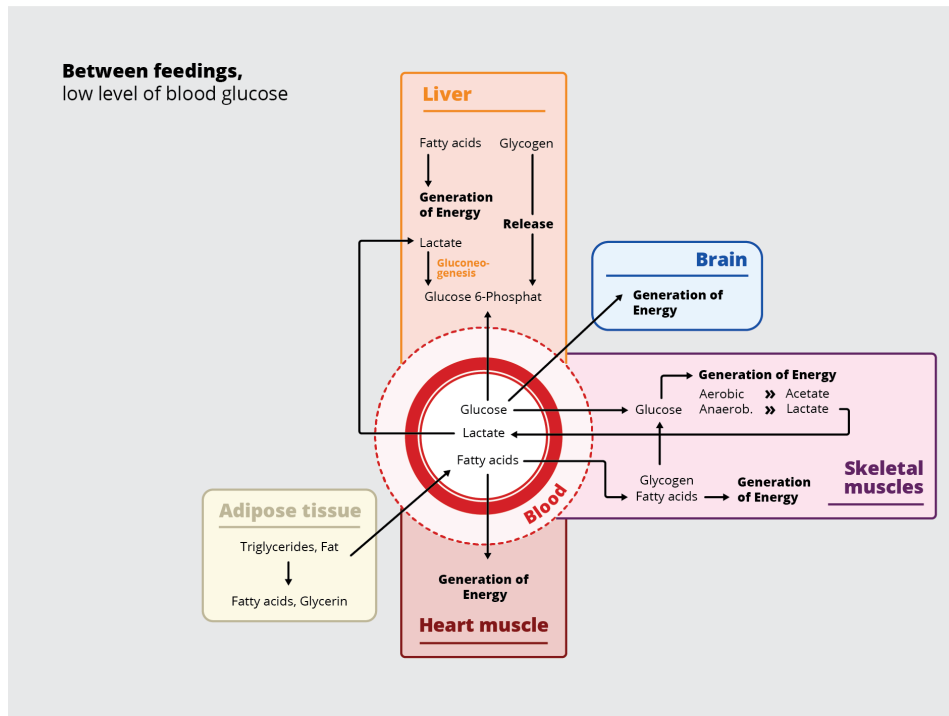 Between feedings,
low level of blood glucose
Liver
Fatty acids
Glycogen
Generation
of Energy
Release
Lactate
Gluconeo-
genesis
Glucose 6-Phosphat
Brain
Generation of
Energy
Glucose
Lactate
Fatty acids
Blood
Generation of Energy
Glucose
Aerobic » Acetate
Anaerob. » Lactate
Glycogen
Fatty acids
Generation
of Energy
Skeletal
muscles
Adipose tissue
Triglycerides, Fat
Fatty acids, Glycerin
Generation of
Energy
Heart muscle